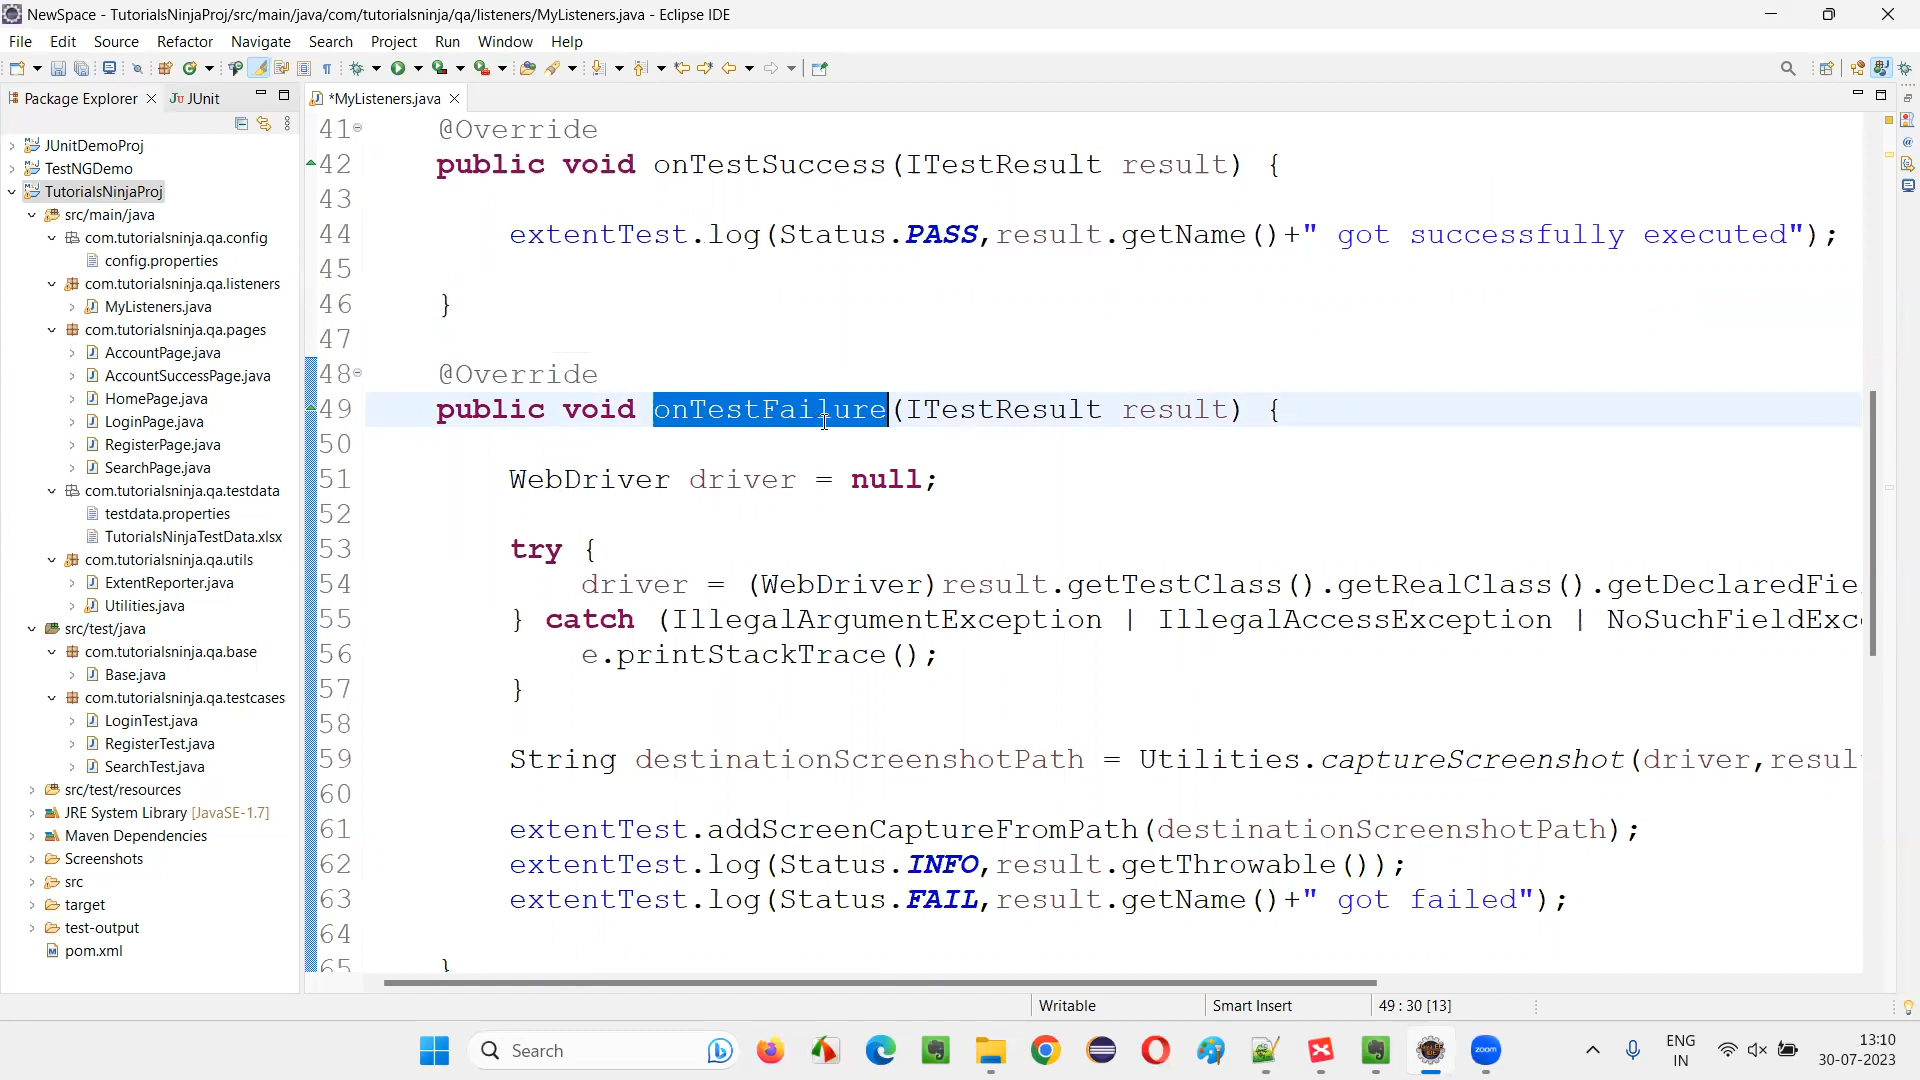 NewSpace - TutorialsNinjaProj/src/main/java/com/tutorialsninja/qa/listeners/MyListeners.java - Eclipse IDE
File Edit Source Refactor Navigate Search Project Run Window Help
Package Explorer JUnit
*MyListeners.java
JUnitDemoProj
TestNGDemo
TutorialsNinjaProj
src/main/java
com.tutorialsninja.qa.config
config.properties
com.tutorialsninja.qa.listeners
MyListeners.java
com.tutorialsninja.qa.pages
AccountPage.java
AccountSuccessPage.java
HomePage.java
LoginPage.java
RegisterPage.java
SearchPage.java
com.tutorialsninja.qa.testdata
testdata.properties
TutorialsNinjaTestData.xlsx
com.tutorialsninja.qa.utils
ExtentReporter.java
Utilities.java
src/test/java
com.tutorialsninja.qa.base
Base.java
com.tutorialsninja.qa.testcases
LoginTest.java
RegisterTest.java
SearchTest.java
src/test/resources
JRE System Library [JavaSE-1.7]
Maven Dependencies
Screenshots
src
target
test-output
pom.xml
41 @Override
42 public void onTestSuccess(ITestResult result) {
43
44 extentTest.log(Status.PASS,result.getName()+" got successfully executed");
45
46 }
47
48 @Override
49 public void onTestFailure(ITestResult result) {
50
51 WebDriver driver = null;
52
53 try {
54 driver = (WebDriver)result.getTestClass().getRealClass().getDeclaredFie
55 } catch (IllegalArgumentException | IllegalAccessException | NoSuchFieldExc
56 e.printStackTrace();
57 }
58
59 String destinationScreenshotPath = Utilities.captureScreenshot(driver,resul
60
61 extentTest.addScreenCaptureFromPath(destinationScreenshotPath);
62 extentTest.log(Status.INFO,result.getThrowable());
63 extentTest.log(Status.FAIL,result.getName()+" got failed");
64
65 }
Writable Smart Insert 49 : 30 [13]
Search
zoom
ENG
IN
13:10
30-07-2023